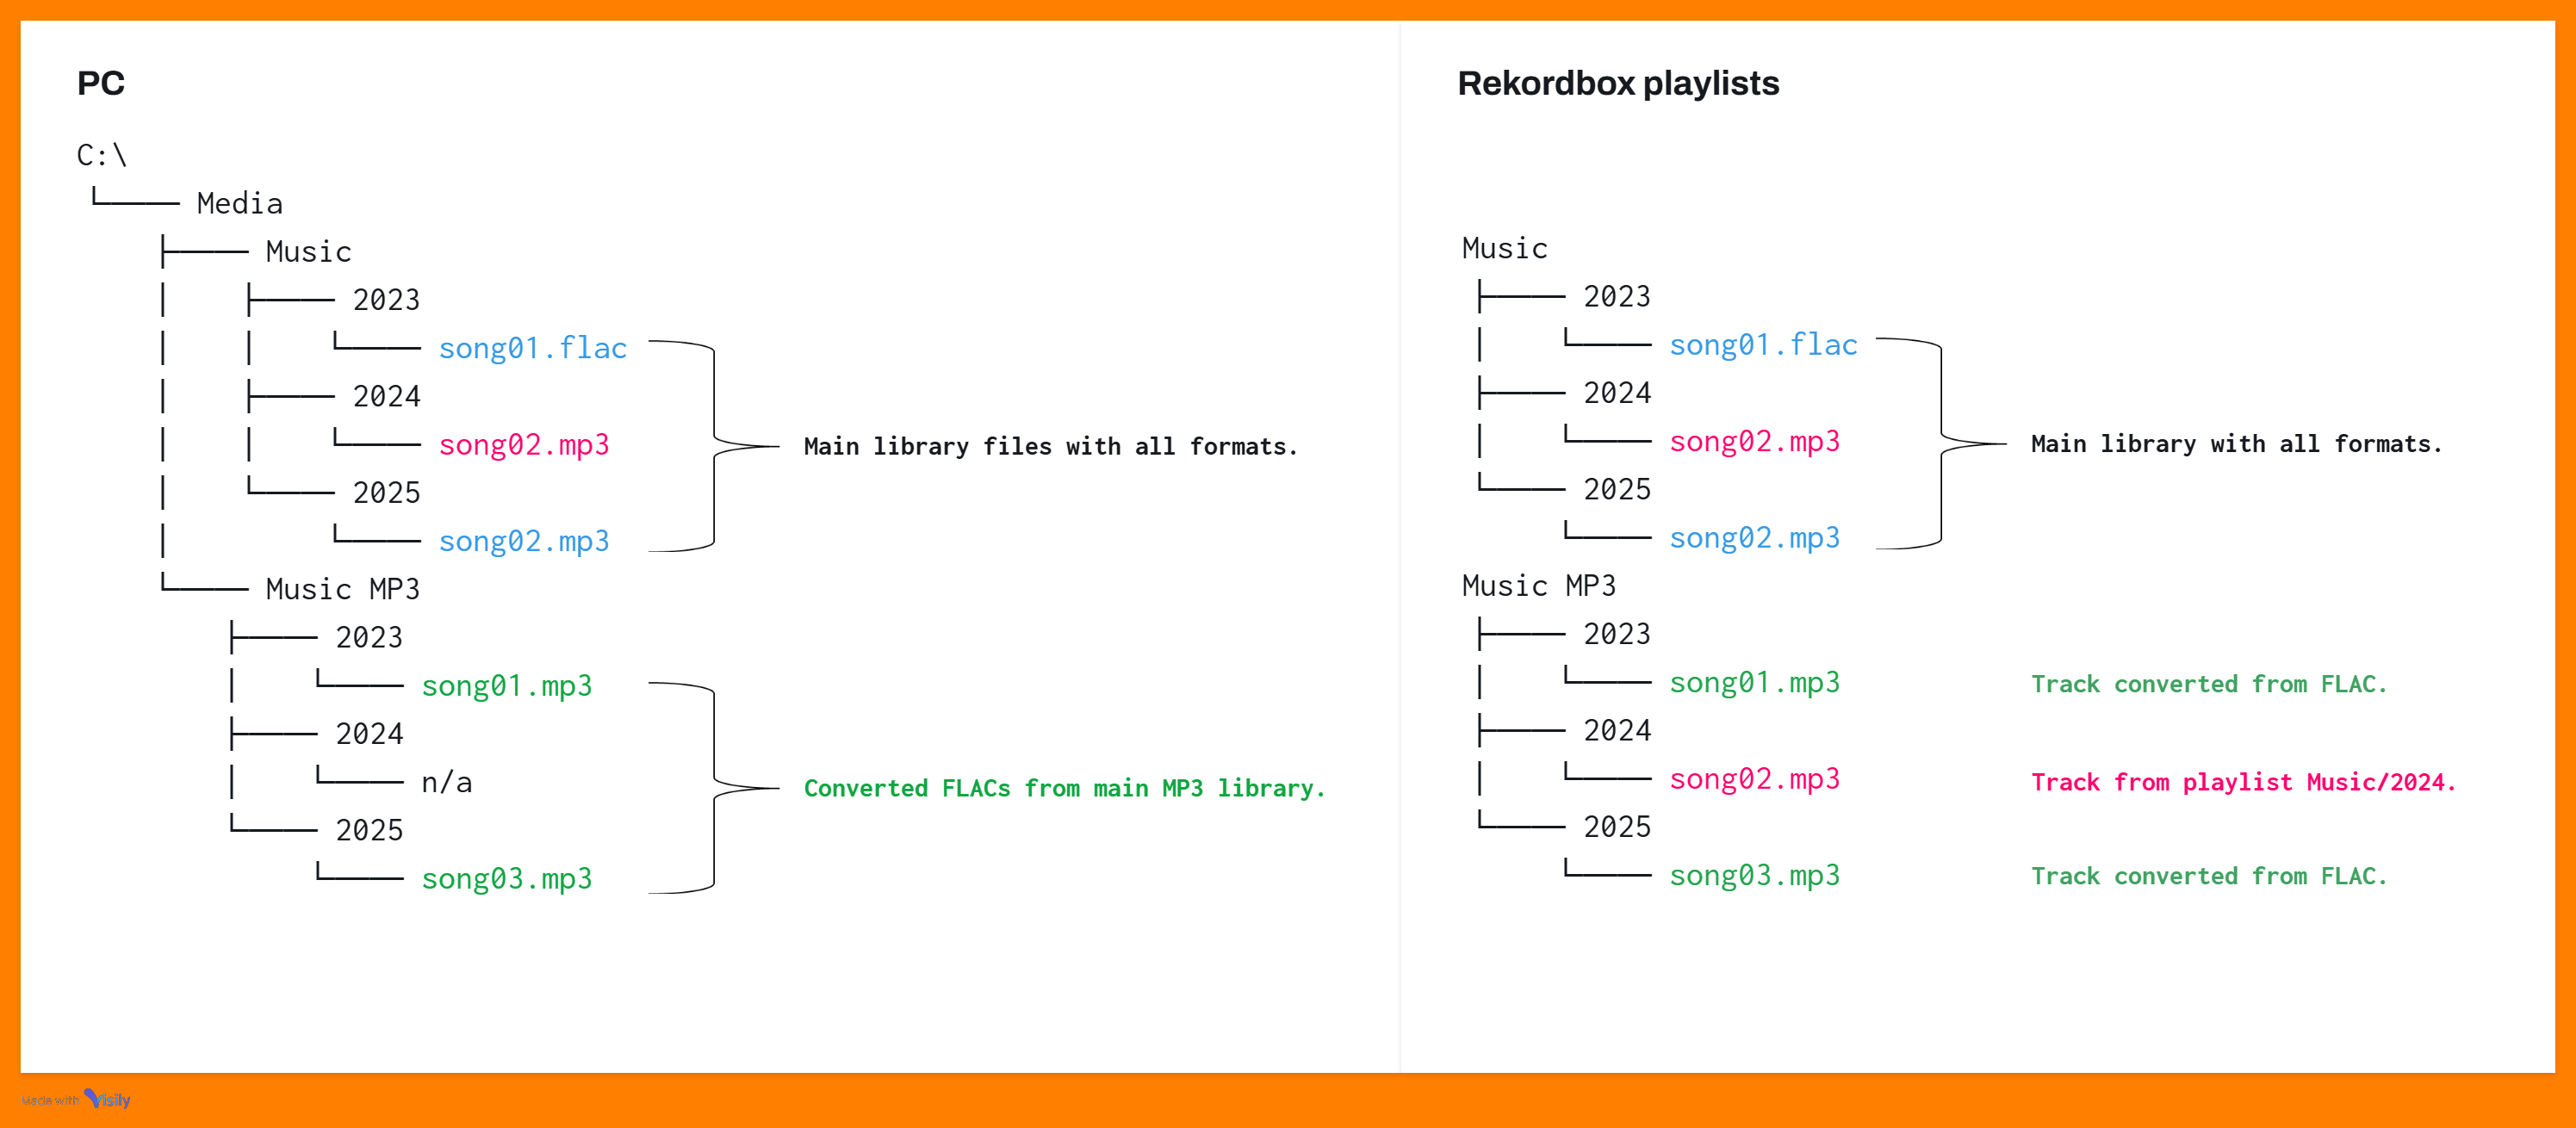 PC
C:\
Media
Music
2023
song01.flac
2024
song02.mp3
2025
song02.mp3
Main library files with all formats.
Music MP3
2023
song01.mp3
2024
n/a
2025
song03.mp3
Converted FLACs from main MP3 library.
Rekordbox playlists
Music
2023
song01.flac
2024
song02.mp3
2025
song02.mp3
Main library with all formats.
Music MP3
2023
song01.mp3 Track converted from FLAC.
2024
song02.mp3 Track from playlist Music/2024.
2025
song03.mp3 Track converted from FLAC.
Made with Visily